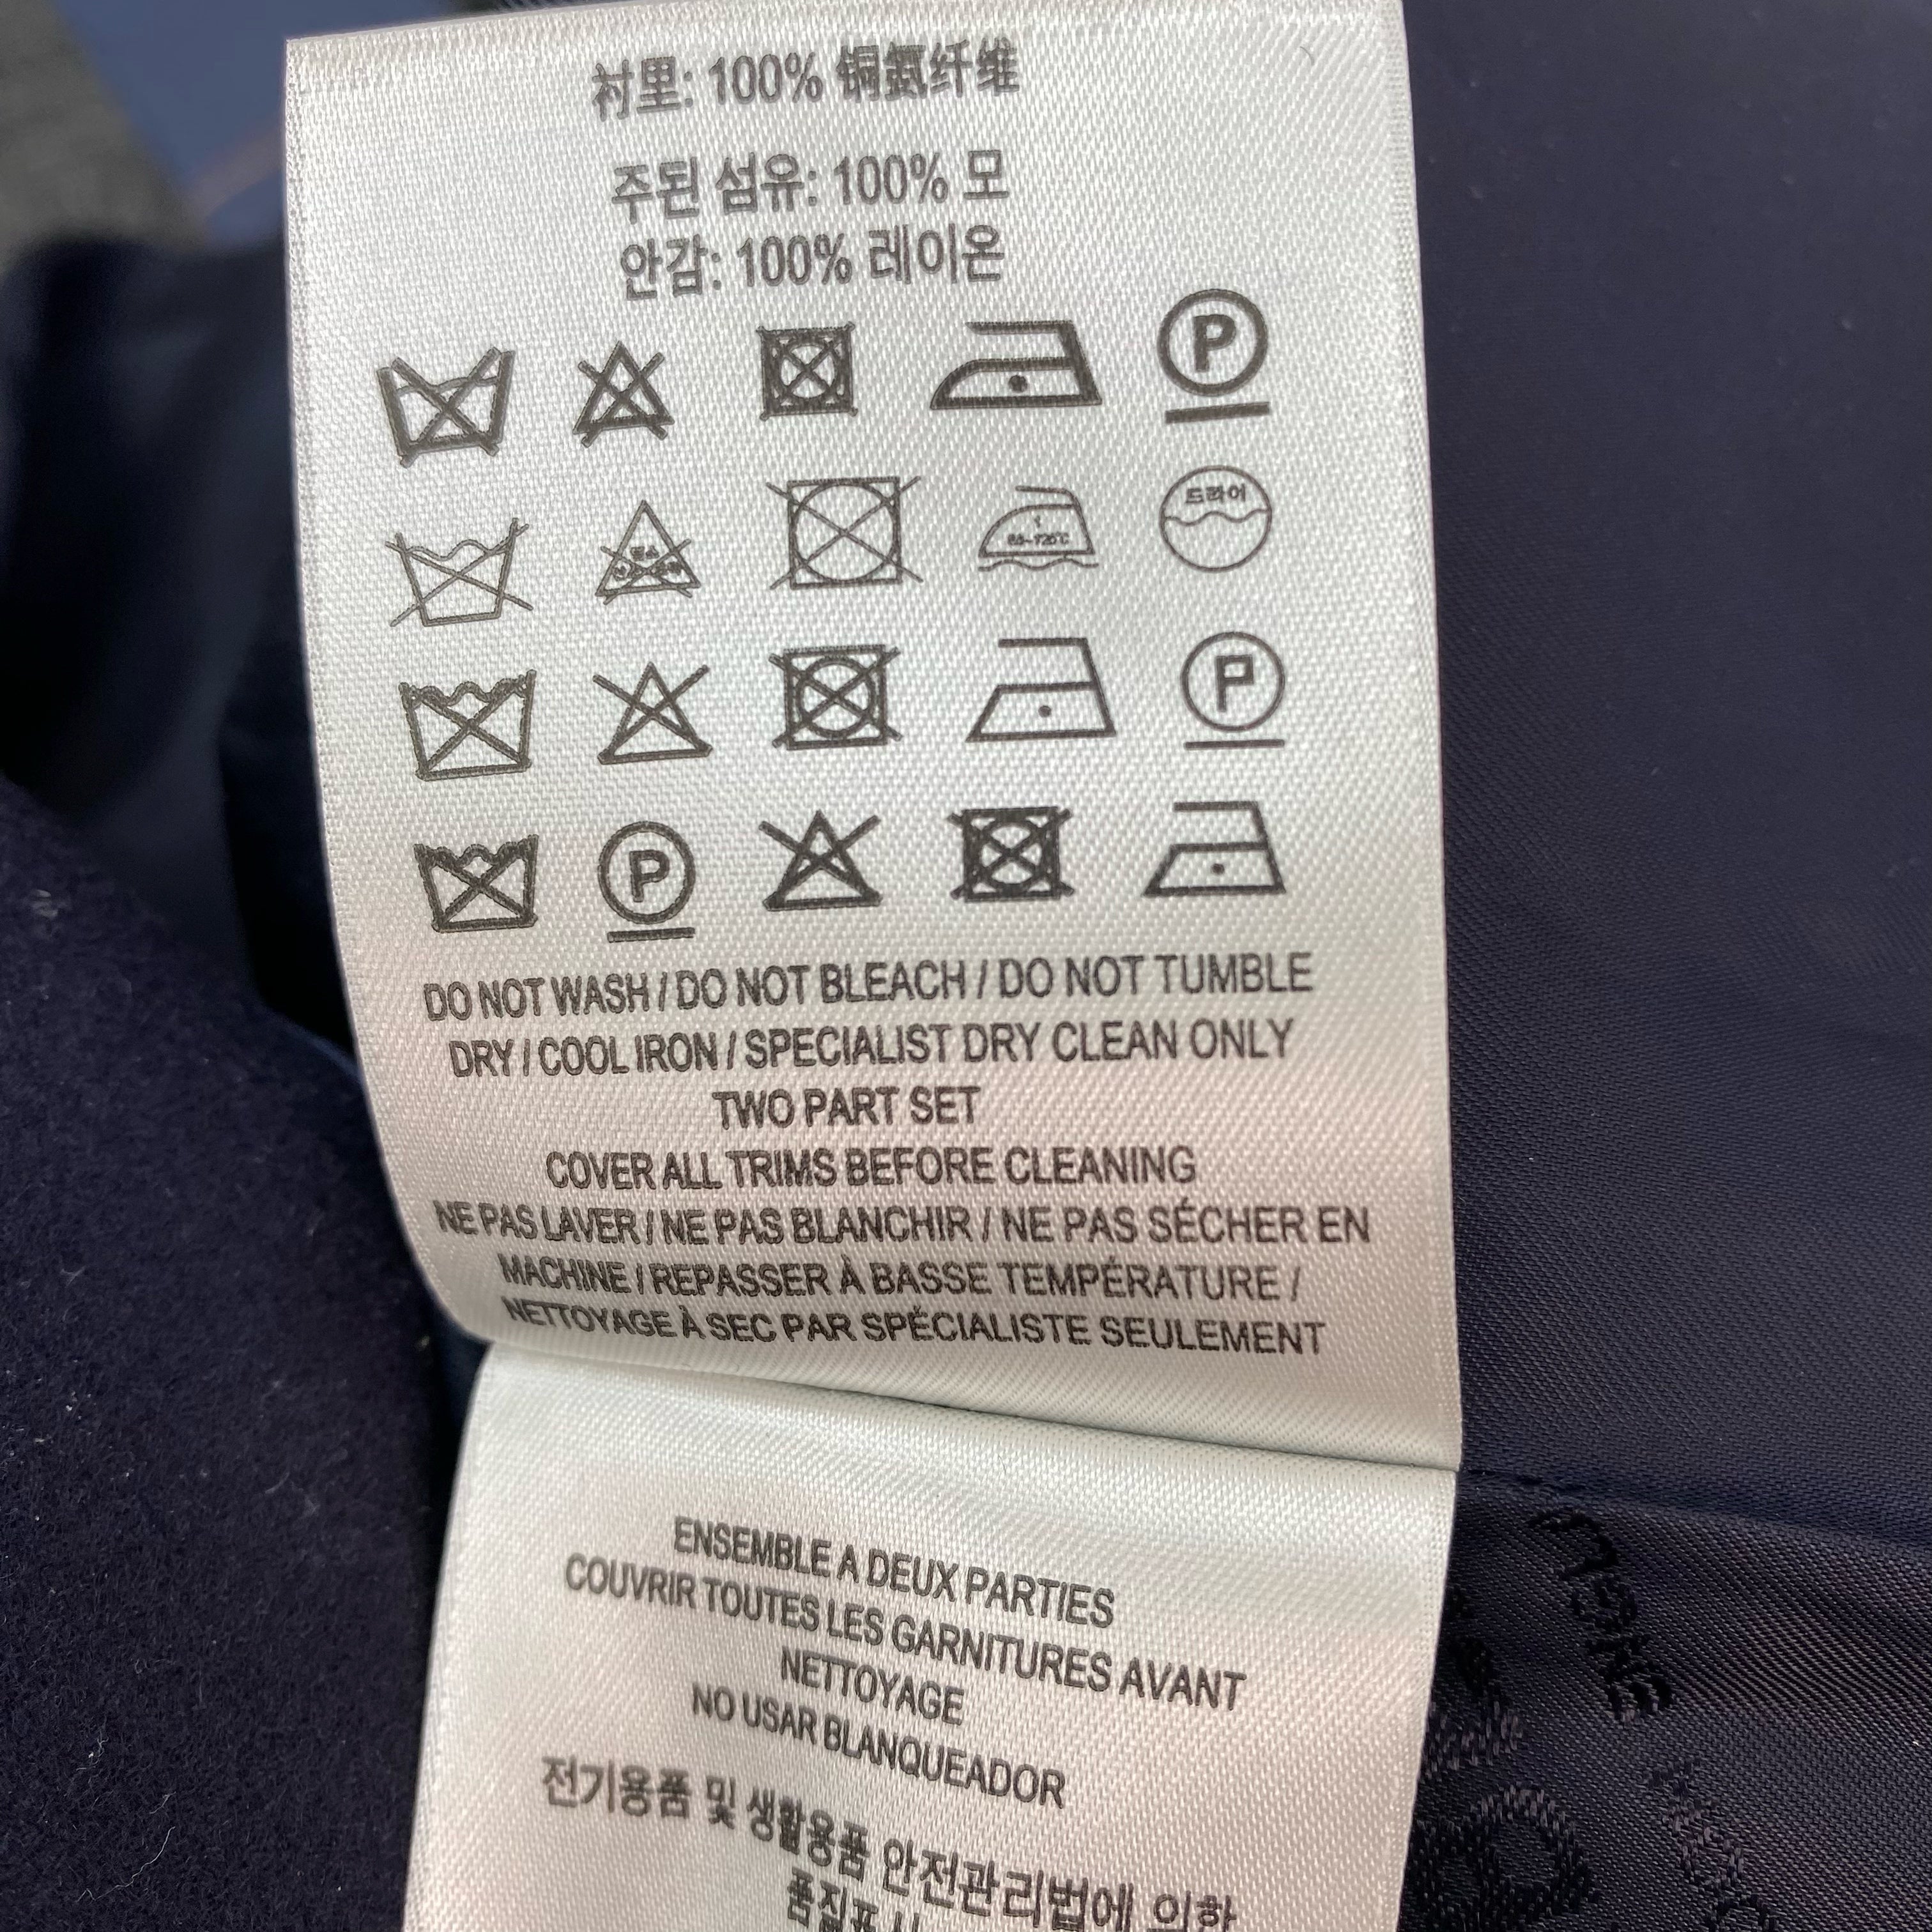 衬里: 100% 铜氨纤维
주된 섬유: 100% 모
안감: 100% 레이온
P
드라이
P
P
DO NOT WASH / DO NOT BLEACH / DO NOT TUMBLE
DRY / COOL IRON / SPECIALIST DRY CLEAN ONLY
TWO PART SET
COVER ALL TRIMS BEFORE CLEANING
NE PAS LAVER / NE PAS BLANCHIR / NE PAS SÉCHER EN
MACHINE / REPASSER À BASSE TEMPÉRATURE /
NETTOYAGE À SEC PAR SPÉCIALISTE SEULEMENT
ENSEMBLE A DEUX PARTIES
COUVRIR TOUTES LES GARNITURES AVANT
NETTOYAGE
NO USAR BLANQUEADOR
전기용품 및 생활용품 안전관리법에 의한